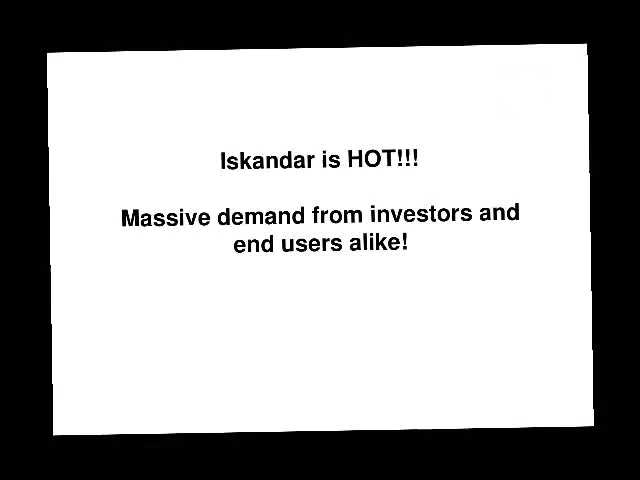 Iskandar is HOT!!!
Massive demand from investors and
end users alike!